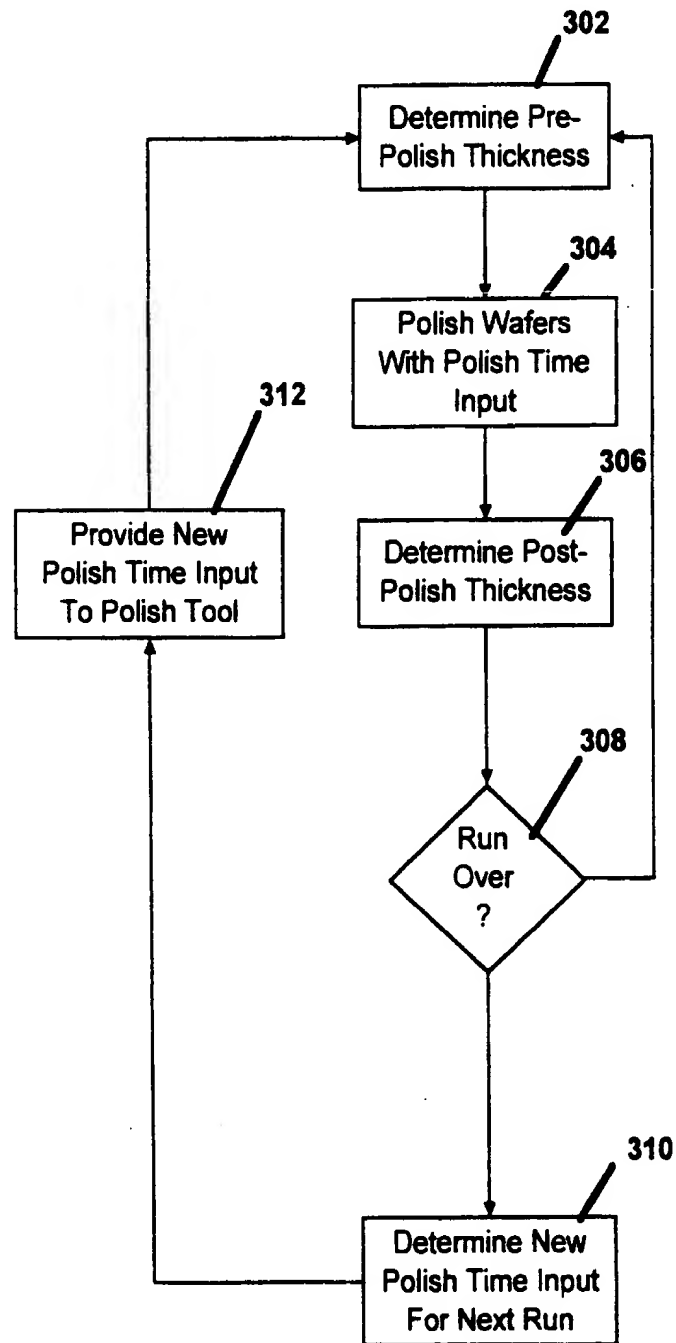 302
Determine Pre-
Polish Thickness
304
Polish Wafers
With Polish Time
Input
312
306
Provide New
Polish Time Input
To Polish Tool
Determine Post-
Polish Thickness
308
Run
Over
?
310
Determine New
Polish Time Input
For Next Run